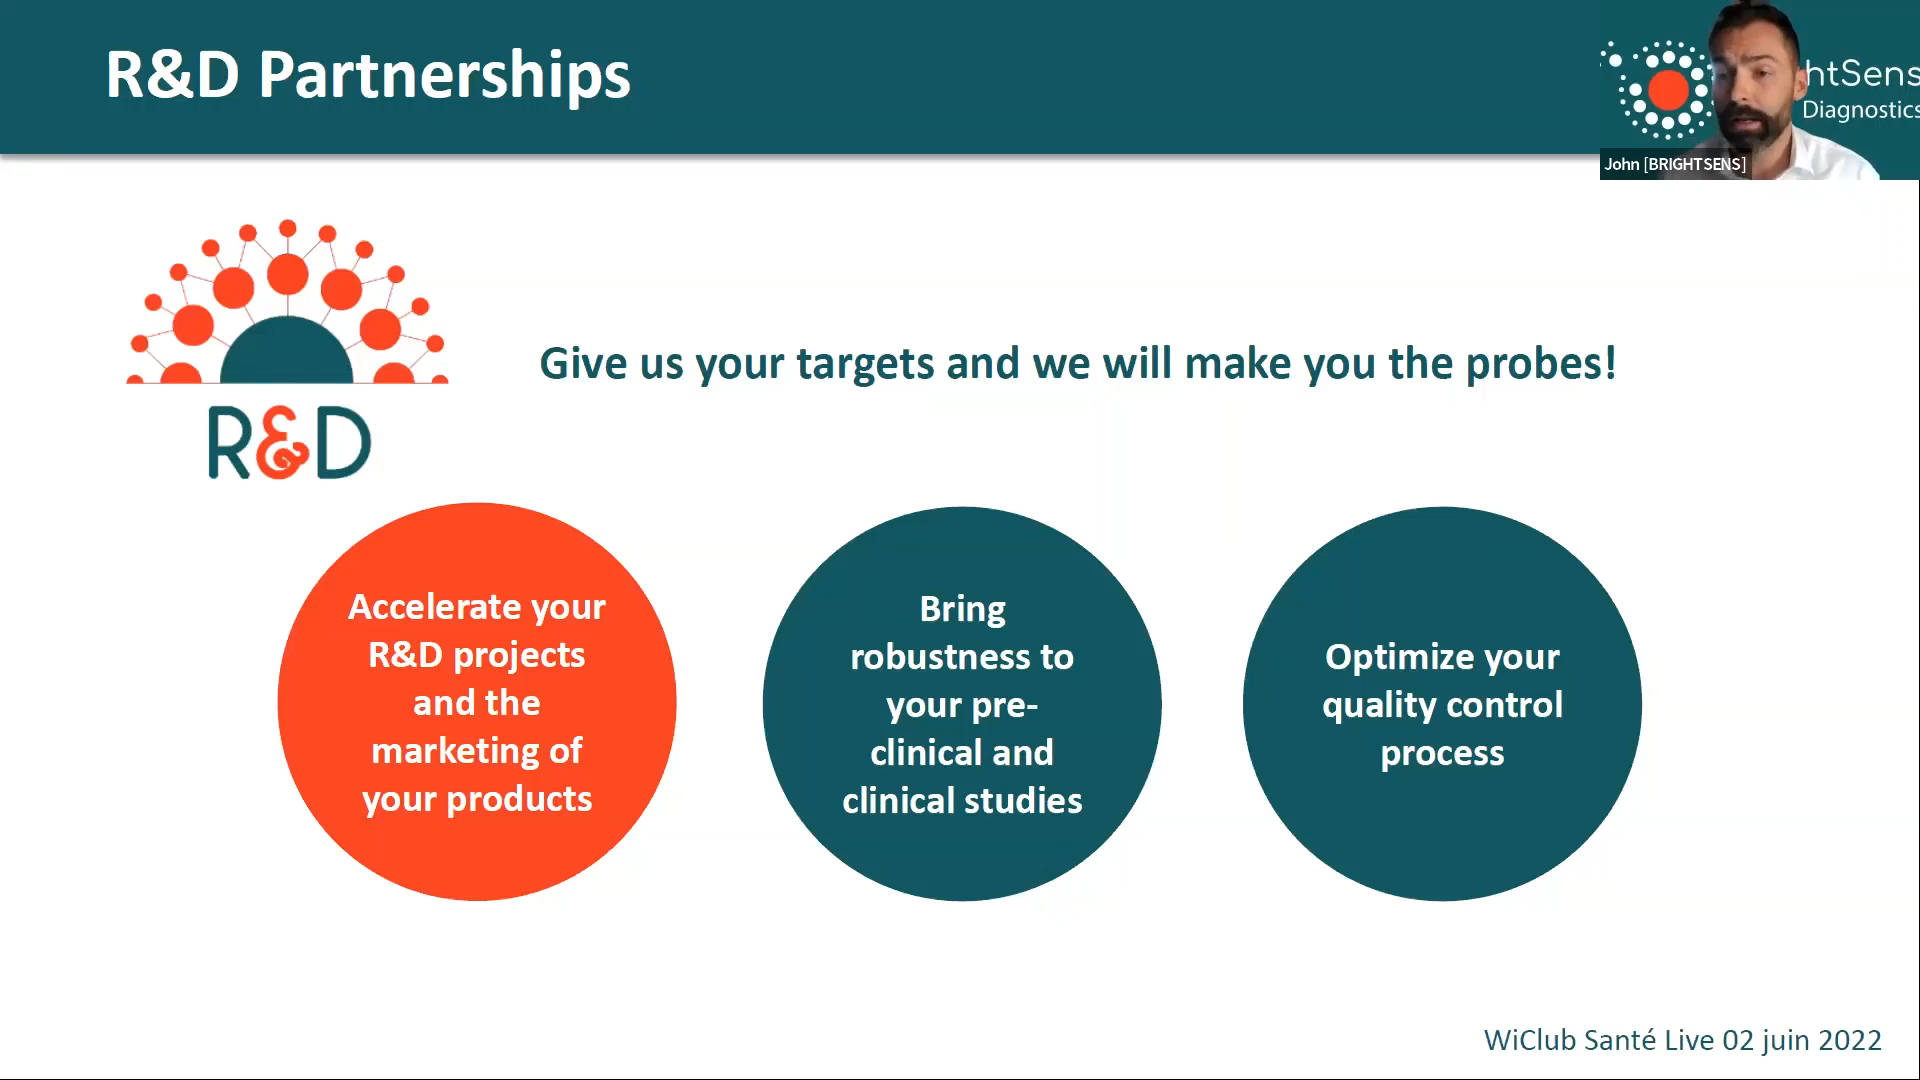 R&D Partnerships
htSens
Diagnostics
John [BRIGHTSENS]
Give us your targets and we will make you the probes!
R&D
Accelerate your
R&D projects
and the
marketing of
your products
Bring
robustness to
your pre-
clinical and
clinical studies
Optimize your
quality control
process
WiClub Santé Live 02 juin 2022